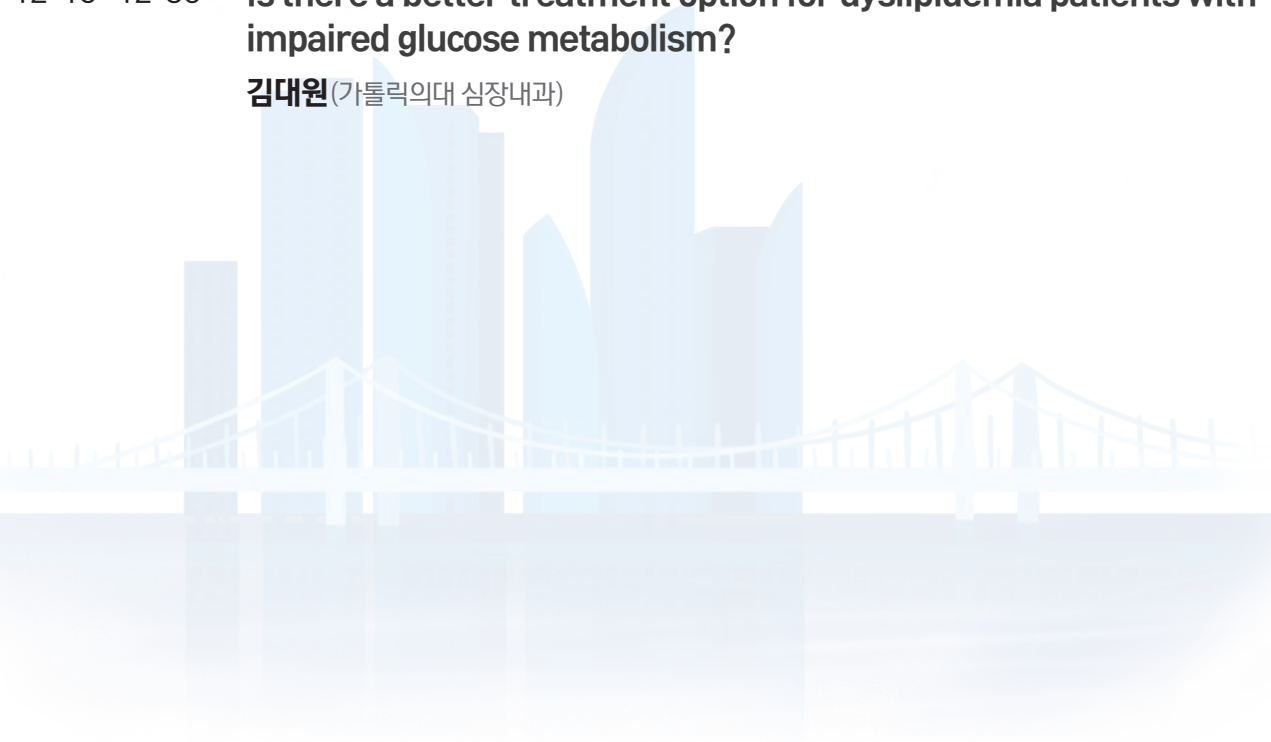 Is there a better treatment option for dyslipidemia patients with
impaired glucose metabolism?
김대원(가톨릭의대 심장내과)